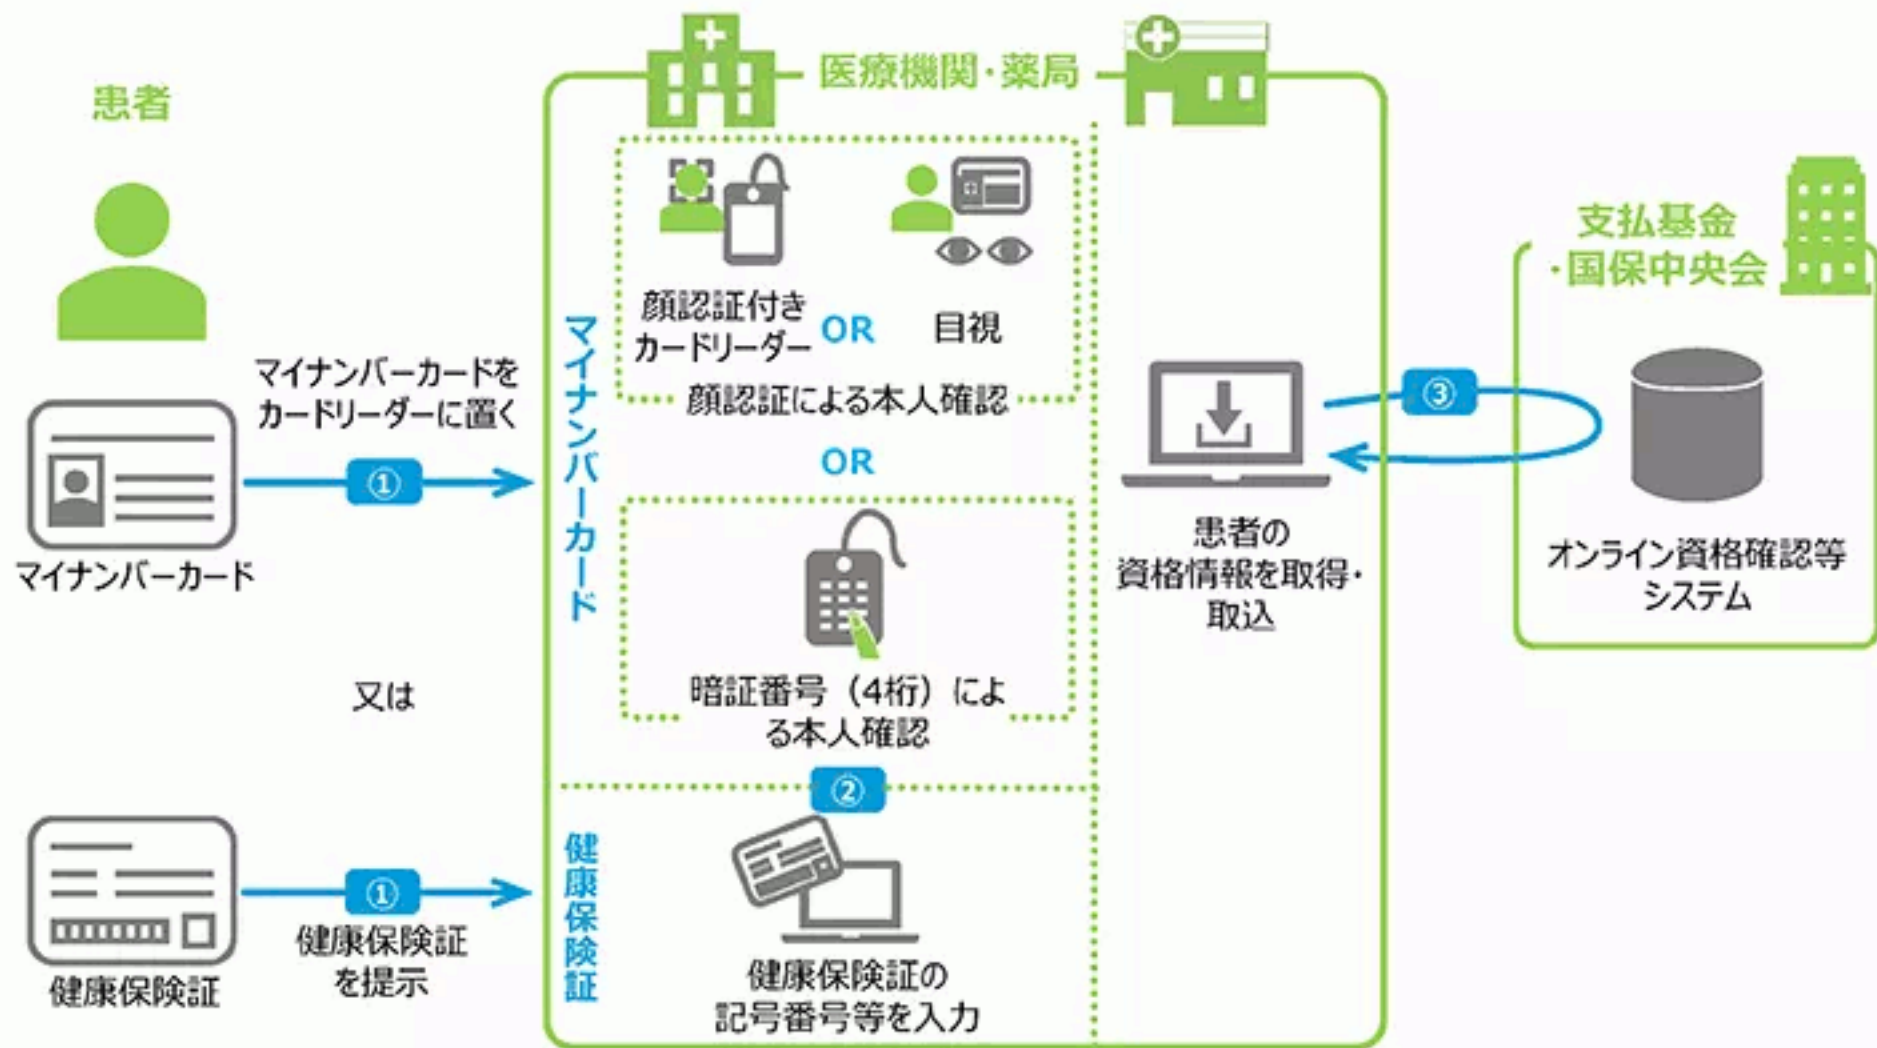 患者
マイナンバーカードを
カードリーダーに置く
①
マイナンバーカード
又は
①
健康保険証
を提示
健康保険証
医療機関・薬局
マイナンバーカード
顔認証付き
カードリーダー
OR
目視
顔認証による本人確認
OR
暗証番号（4桁）によ
る本人確認
②
健康保険証
健康保険証の
記号番号等を入力
患者の
資格情報を取得・
取込
③
支払基金
・国保中央会
オンライン資格確認等
システム